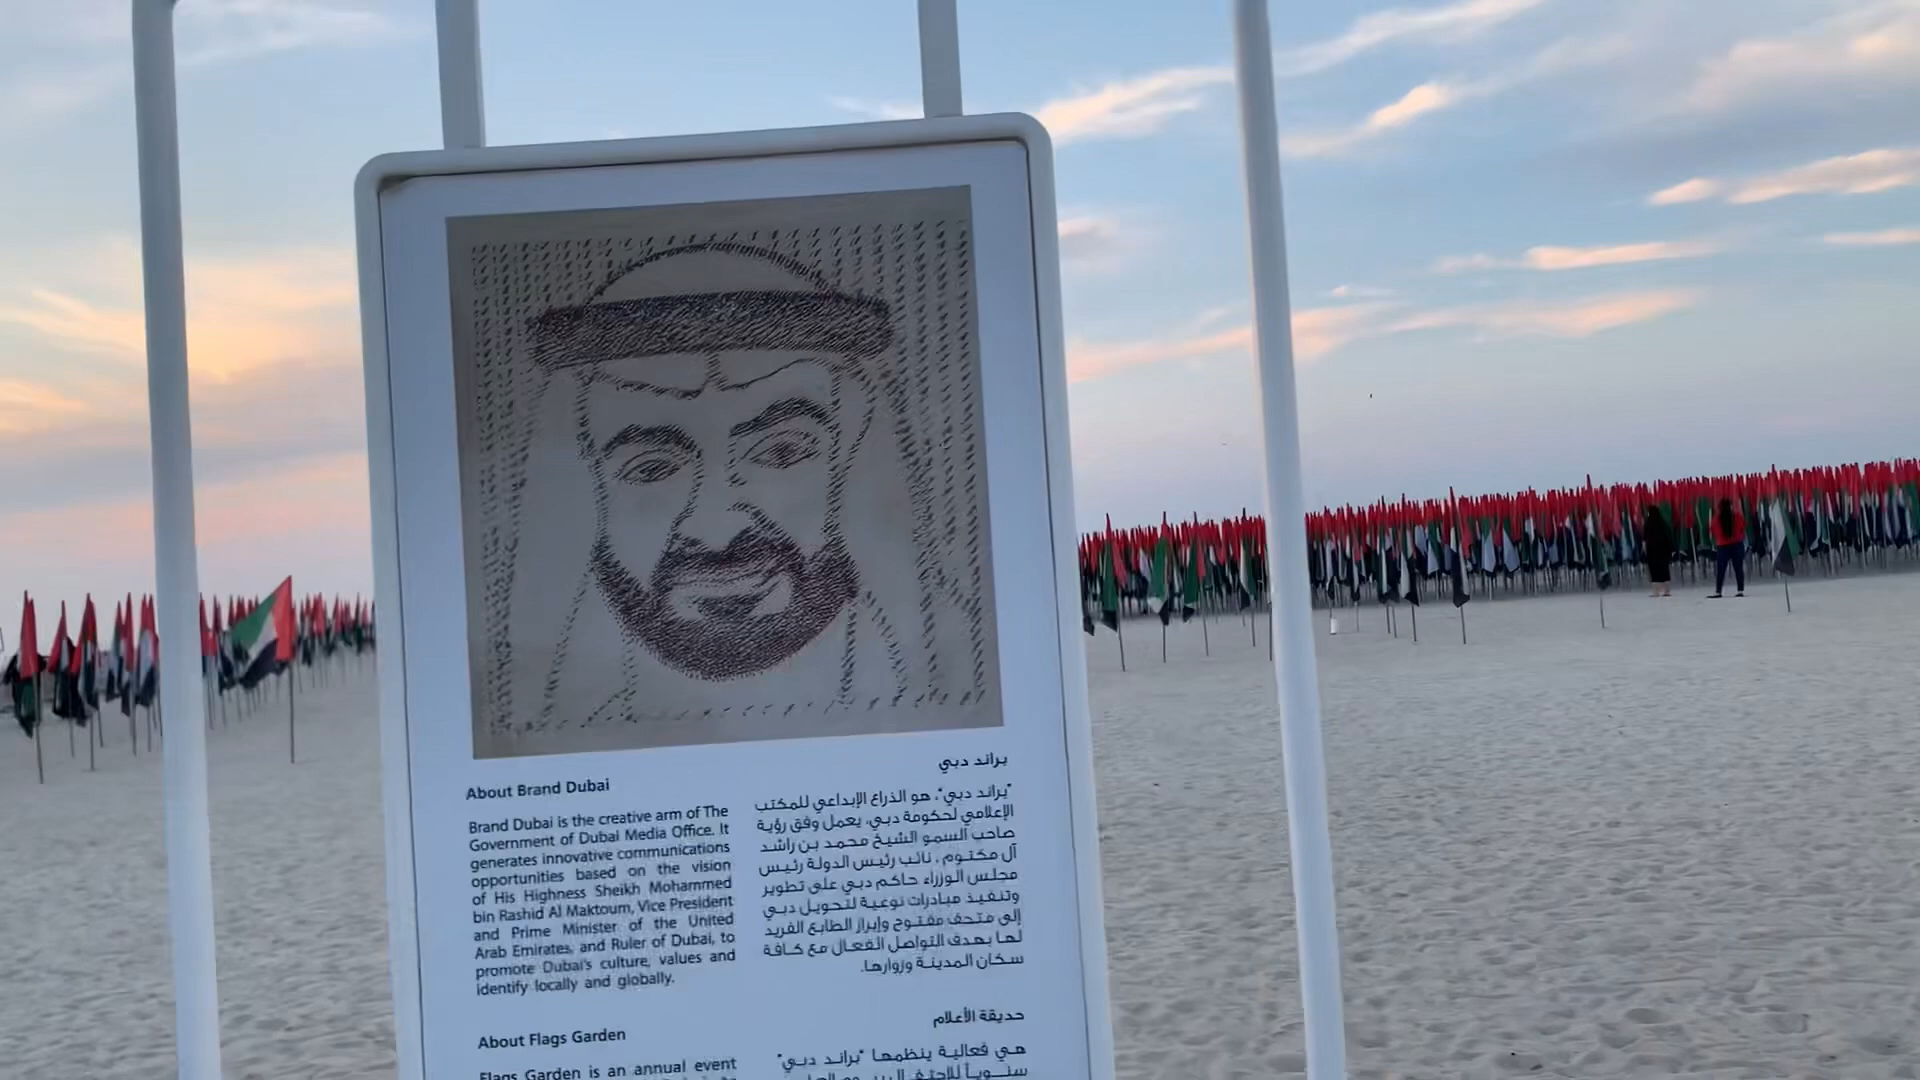 About Brand Dubai
Brand Dubai is the creative arm of The
Government of Dubai Media Office. It
generates innovative communications
opportunities based on the vision
of His Highness Sheikh Mohammed
bin Rashid Al Maktoum, Vice President
and Prime Minister of the United
Arab Emirates, and Ruler of Dubai, to
promote Dubai's culture, values and
identify locally and globally.
About Flags Garden
Flags Garden is an annual event
براند دبي
"براند دبي"، هو الذراع الإبداعي للمكتب
الإعلامي لحكومة دبي، يعمل وفق رؤية
صاحب السمو الشيخ محمد بن راشد
آل مكتوم، نائب رئيس الدولة رئيس
مجلس الوزراء حاكم دبي على تطوير
وتنفيذ مبادرات نوعية لتحويل دبي
إلى متحف مفتوح وإبراز الطابع الفريد
لها بهدف التواصل الفعال مع كافة
سكان المدينة وزوارها.
حديقة الأعلام
هي فعالية ينظمها "براند دبي"